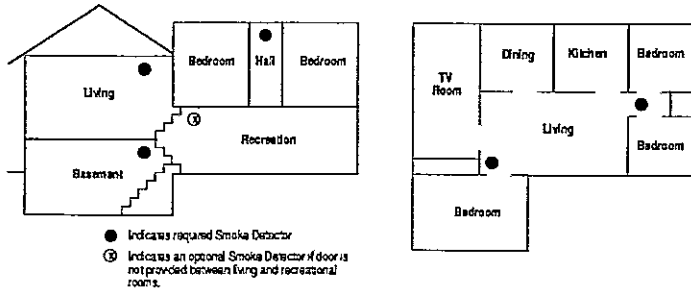 Bedroom
Hall
Bedroom
Living
Recreation
Basement
Indicates required Smoke Detector
Indicates an optional Smoke Detector if door is
not provided between living and recreational
rooms.
Dining
Kitchen
Bedroom
TV
Room
Living
Bedroom
Bedroom